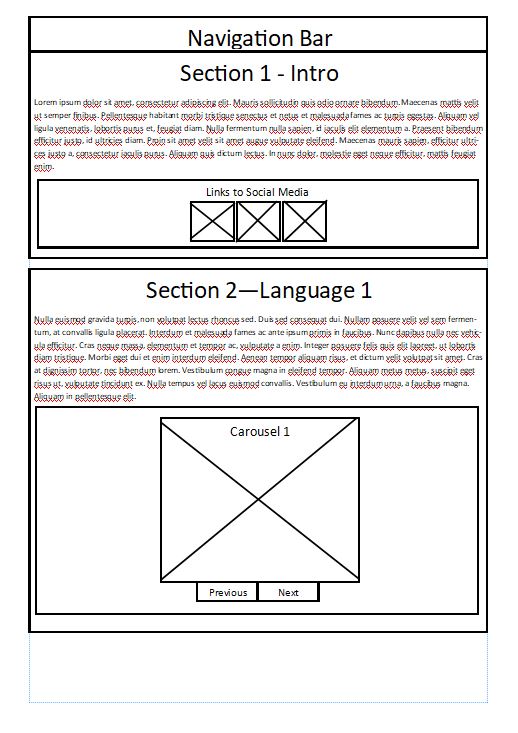 Navigation Bar
Section 1 - Intro
Lorem ipsum dolor sit amet, consectetur adipiscing elit. Mauris sollicitudin quis odio ornare bibendum. Maecenas mattis velit
ut semper finibus. Pellentesque habitant morbi tristique senectus et netus et malesuada fames ac turpis egestas. Aliquam vel
ligula venenatis, lobortis purus et, feugiat diam. Nulla fermentum nulla sapien, id iaculis elit elementum a. Praesent bibendum
efficitur justo, id ultricies diam. Proin sit amet velit sit amet augue vulputate eleifend. Maecenas mauris sapien, efficitur ultri-
ces justo a, consectetur iaculis purus. Aliquam quis dictum lectus. In nunc dolor, molestie eget neque efficitur, mattis feugiat
enim.
Links to Social Media
Section 2—Language 1
Nulla euismod gravida turpis, non volutpat lectus rhoncus sed. Duis sed consequat dui. Nullam posuere velit vel sem fermen-
tum, at convallis ligula placerat. Interdum et malesuada fames ac ante ipsum primis in faucibus. Nunc dapibus nulla nec vehic-
ula efficitur. Cras neque massa, elementum et tempor ac, vulputate a enim. Integer posuere felis quis elit laoreet, ut lobortis
diam tristique. Morbi eget dui et enim interdum eleifend. Aenean tempor aliquam risus, et dictum velit volutpat sit amet. Cras
at dignissim tortor, nec bibendum lorem. Vestibulum congue magna in eleifend tempor. Aliquam metus metus, suscipit eget
risus ut, vulputate tincidunt ex. Nulla tempus vel lacus euismod convallis. Vestibulum eu interdum urna, a faucibus magna.
Aliquam in pellentesque elit.
Carousel 1
Previous Next